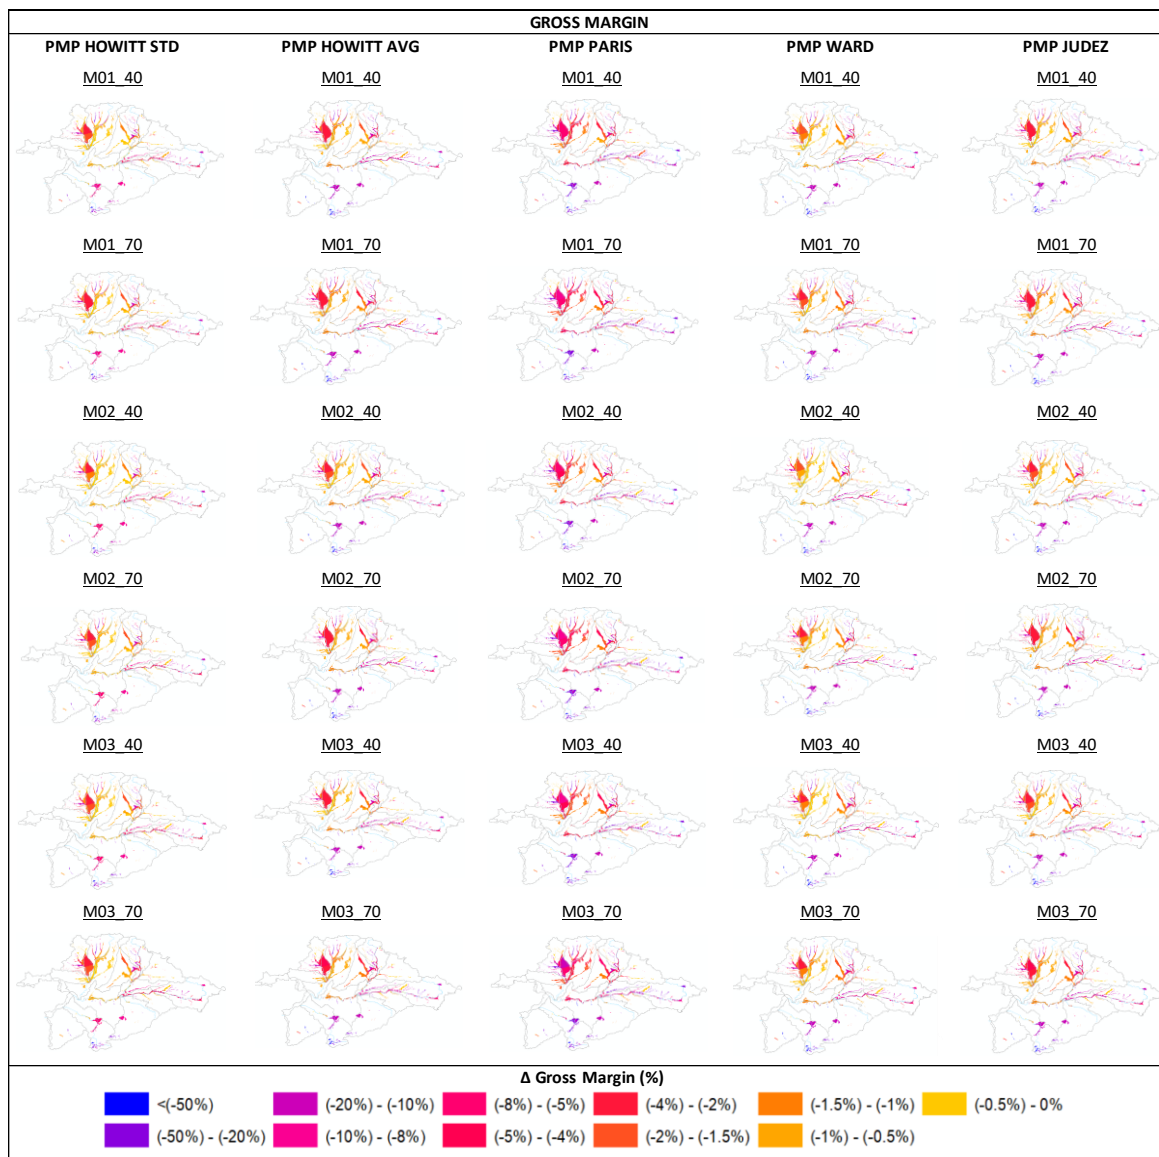 GROSS MARGIN
PMP HOWITT STD PMP HOWITT AVG PMP PARIS PMP WARD PMP JUDEZ
M01_40 M01_40 M01_40 M01_40 M01_40
M01_70 M01_70 M01_70 M01_70 M01_70
M02_40 M02_40 M02_40 M02_40 M02_40
M02_70 M02_70 M02_70 M02_70 M02_70
M03_40 M03_40 M03_40 M03_40 M03_40
M03_70 M03_70 M03_70 M03_70 M03_70
Δ Gross Margin (%)
<(-50%) (-20%) - (-10%) (-8%) - (-5%) (-4%) - (-2%) (-1.5%) - (-1%) (-0.5%) - 0%
(-50%) - (-20%) (-10%) - (-8%) (-5%) - (-4%) (-2%) - (-1.5%) (-1%) - (-0.5%)